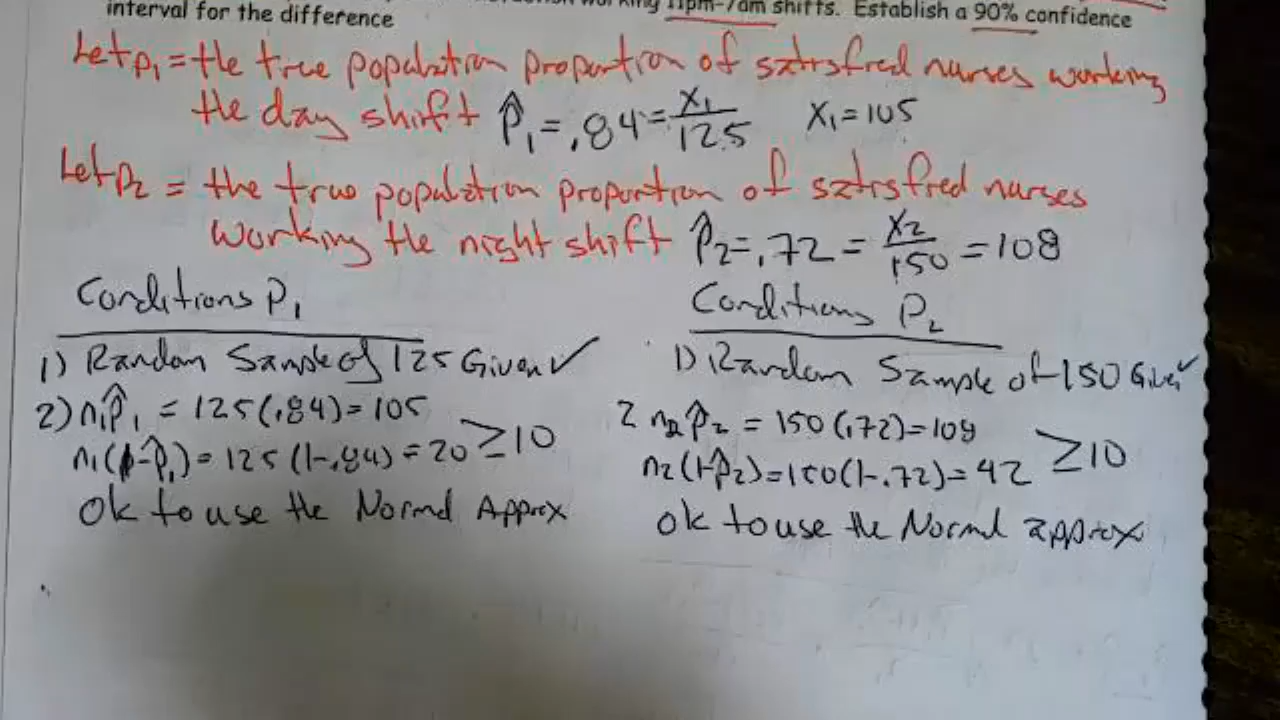 working 11pm-7am shifts. Establish a 90% confidence
interval for the difference
Let p₁ = the true population proportion of satisfied nurses working
the day shift p̂₁ = .84 = X₁/125 X₁ = 105
Let p₂ = the true population proportion of satisfied nurses
working the night shift p̂₂ = .72 = X₂/150 = 108
Conditions P₁
Conditions P₂
1) Random Sample of 125 Given ✓
2) n₁p̂₁ = 125(.84) = 105
n₁(1-p̂₁) = 125(1-.84) = 20 ≥ 10
Ok to use the Normal Approx
1) Random Sample of 150 Given ✓
2 n₂p̂₂ = 150(.72) = 108
n₂(1-p̂₂) = 150(1-.72) = 42 ≥ 10
ok to use the Normal approx